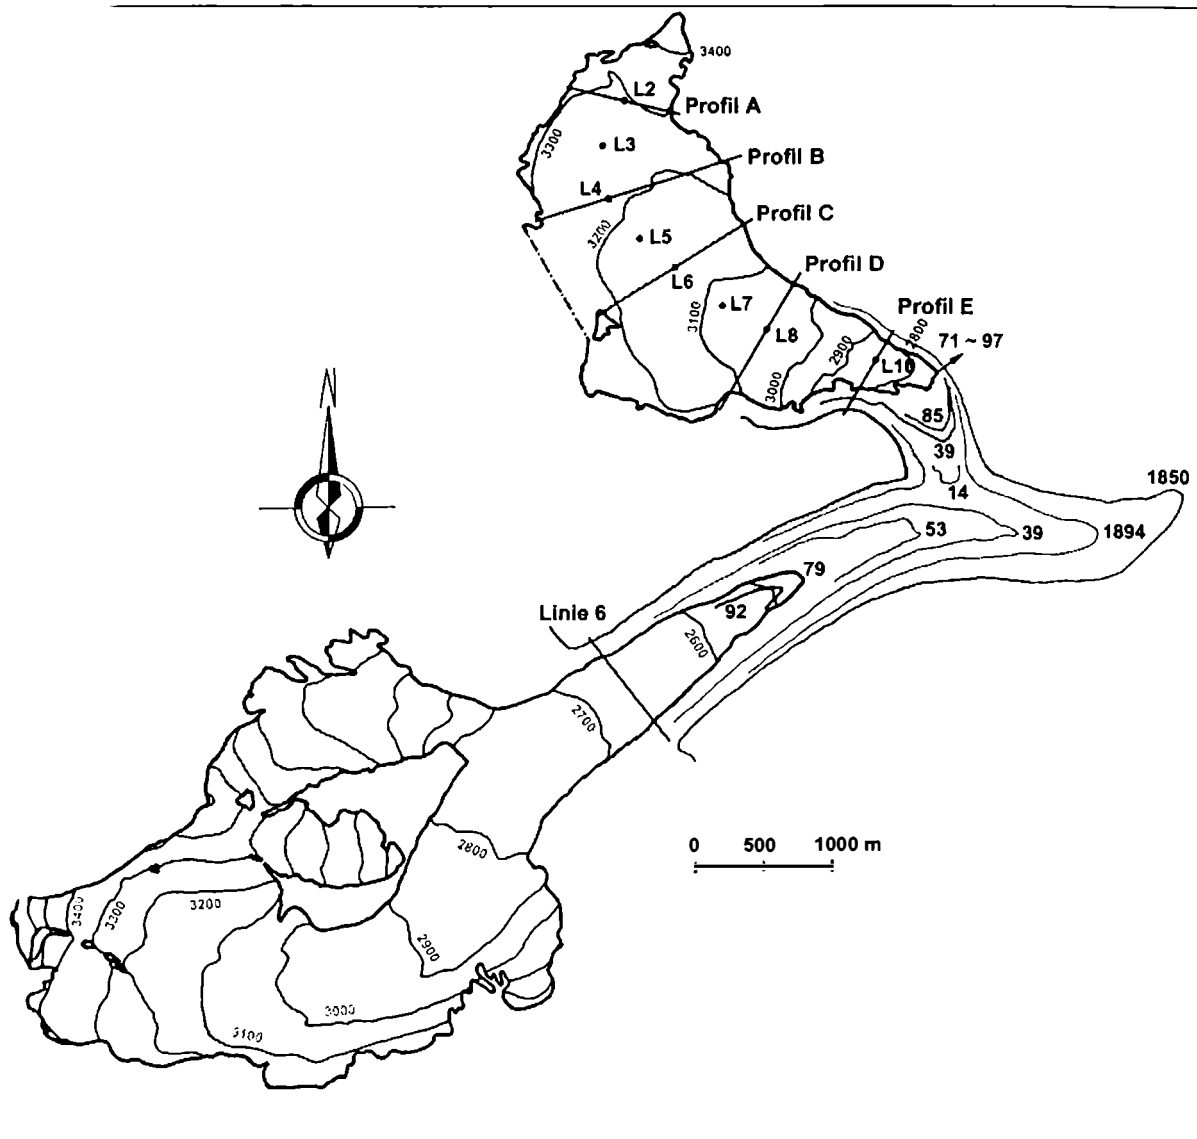 3400
L2
Profil A
3300
L3
Profil B
L4
Profil C
3200
L5
L6
Profil D
L7
3100
L8
Profil E
2800
2900
71 ~ 97
L10
3000
85
39
14
1850
53
39
1894
79
N
Linie 6
92
2600
2700
0 500 1000 m
2800
3400
3300
3200
2900
3000
3100